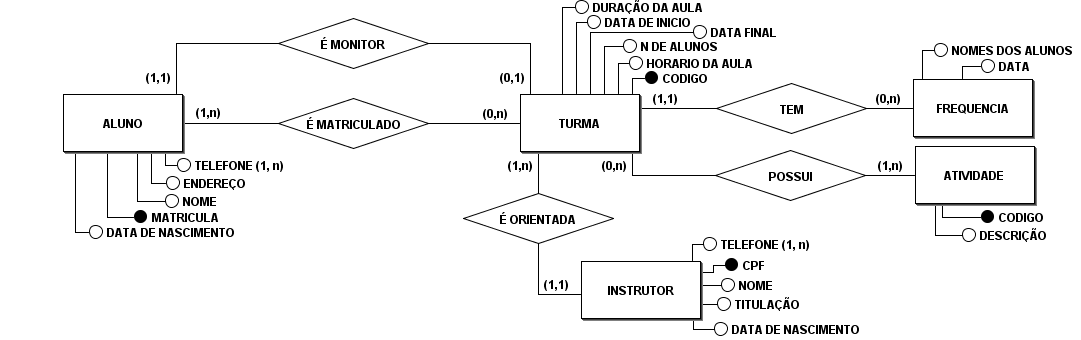 DURAÇÃO DA AULA
DATA DE INICIO
DATA FINAL
É MONITOR
N DE ALUNOS
NOMES DOS ALUNOS
HORARIO DA AULA
DATA
(1,1)
(0,1)
CODIGO
(1,1)
(0,n)
TEM
FREQUENCIA
(1,n)
(0,n)
ALUNO
É MATRICULADO
TURMA
TELEFONE (1, n)
(1,n)
(0,n)
(1,n)
POSSUI
ATIVIDADE
ENDEREÇO
NOME
MATRICULA
É ORIENTADA
CODIGO
DATA DE NASCIMENTO
DESCRIÇÃO
TELEFONE (1, n)
CPF
(1,1)
INSTRUTOR
NOME
TITULAÇÃO
DATA DE NASCIMENTO